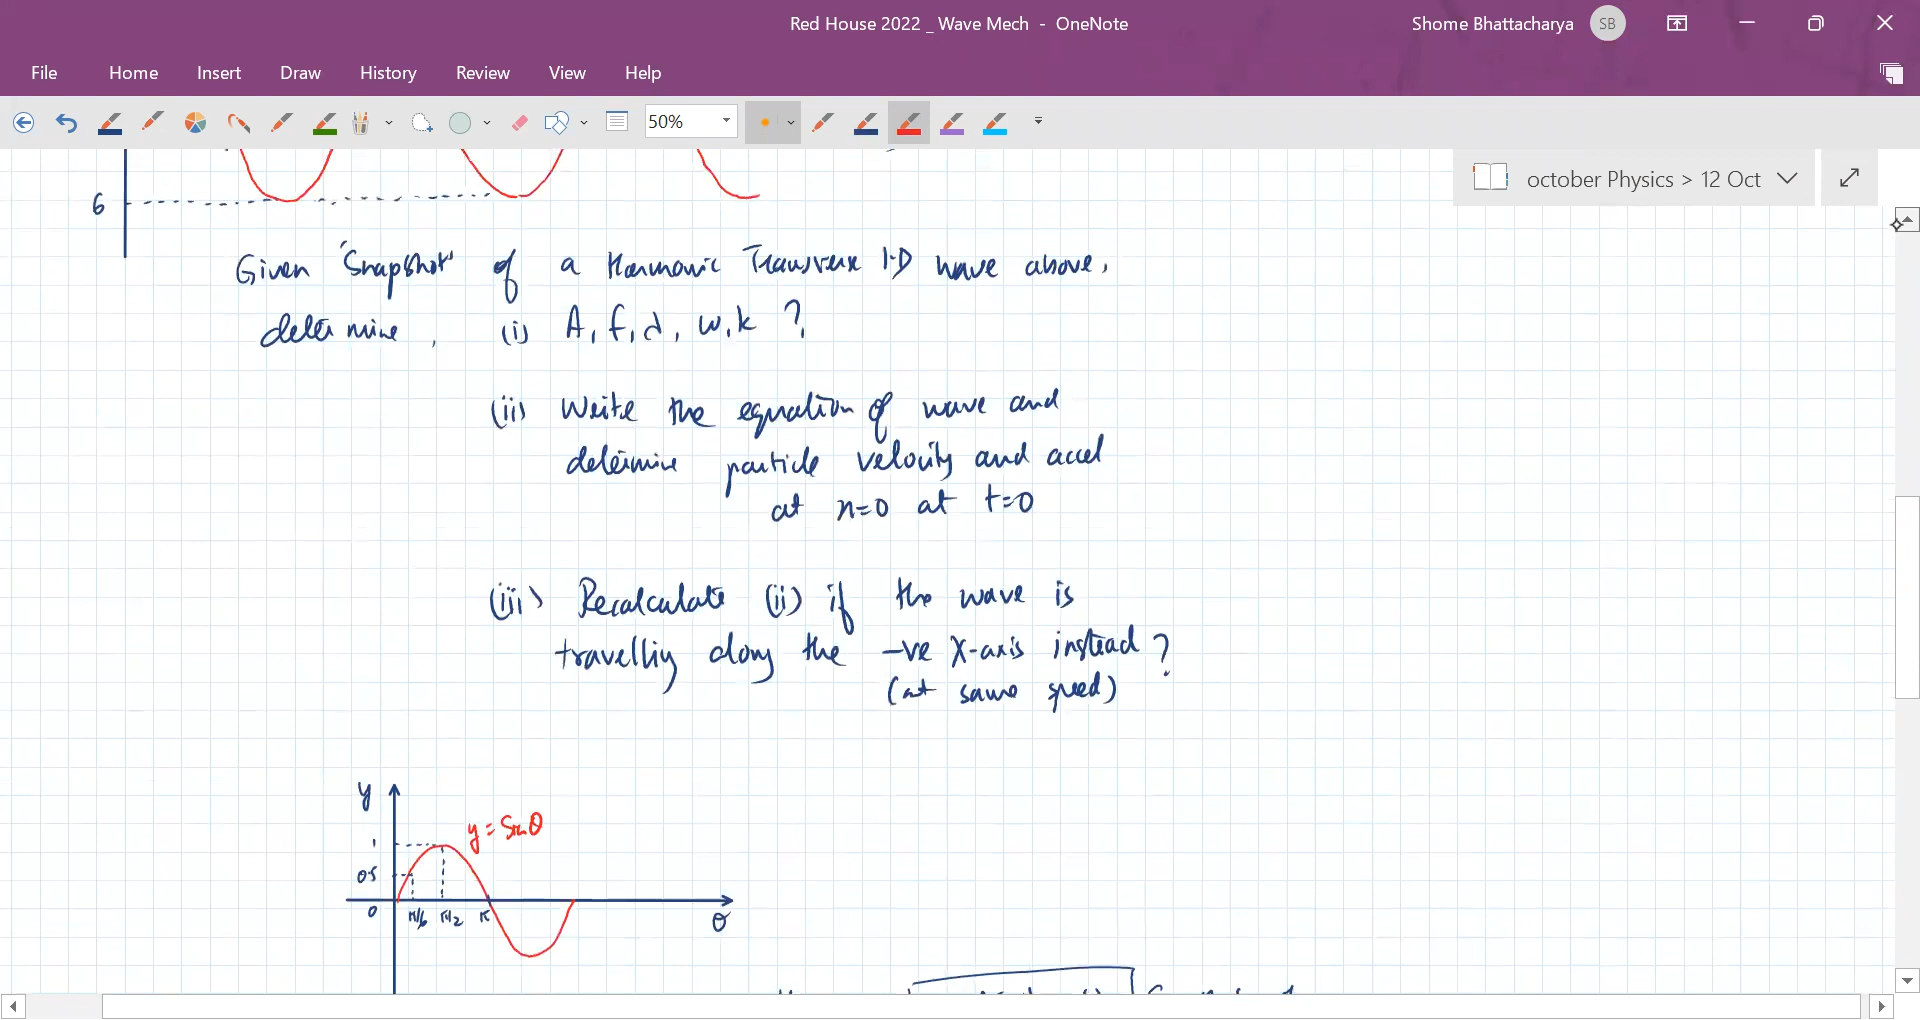 Red House 2022 _ Wave Mech - OneNote
Shome Bhattacharya SB
File Home Insert Draw History Review View Help
50%
october Physics > 12 Oct
6
Given 'Snapshot' of a Harmonic Transverse 1-D wave above,
determine, (i) A, f, λ, ω, k ?
(ii) Write the equation of wave and
determine particle velocity and accel
at x=0 at t=0
(iii) Recalculate (ii) if the wave is
travelling along the -ve X-axis instead ?
(at same speed)
y
y = Sinθ
1
0.5
0 π/6 π/2 π θ